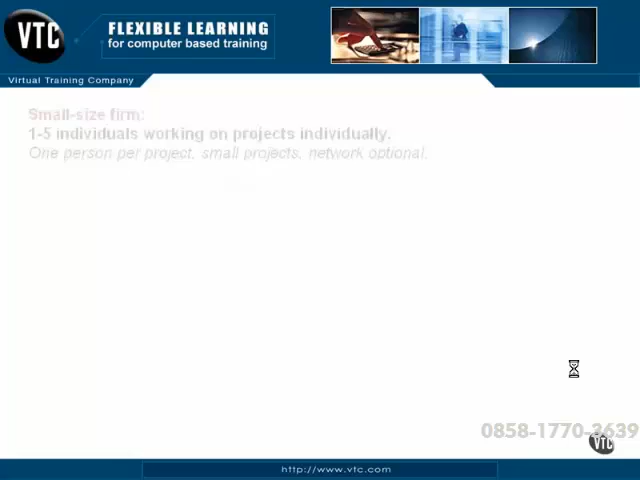 VTC
FLEXIBLE LEARNING
for computer based training
Virtual Training Company
Small-size firm:
1-5 individuals working on projects individually.
One person per project, small projects, network optional.
0858-1770-3639
VTC
http://www.vtc.com